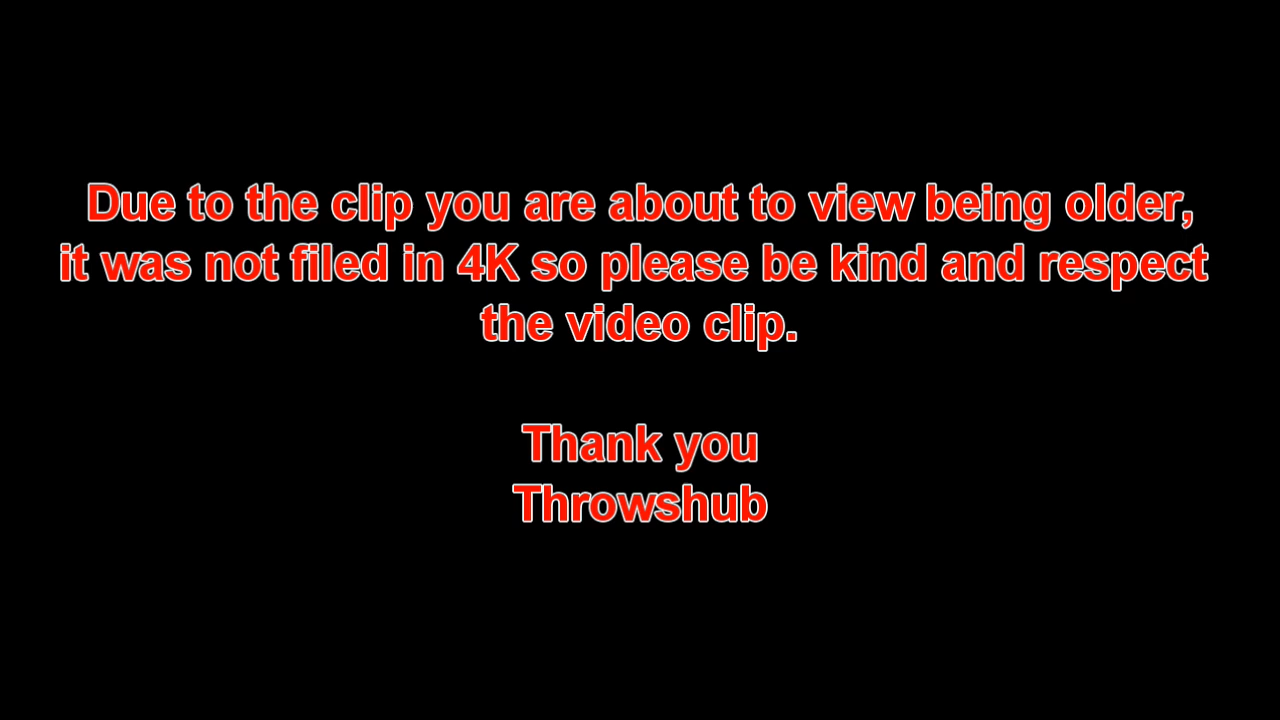 Due to the clip you are about to view being older,
it was not filed in 4K so please be kind and respect
the video clip.
Thank you
Throwshub